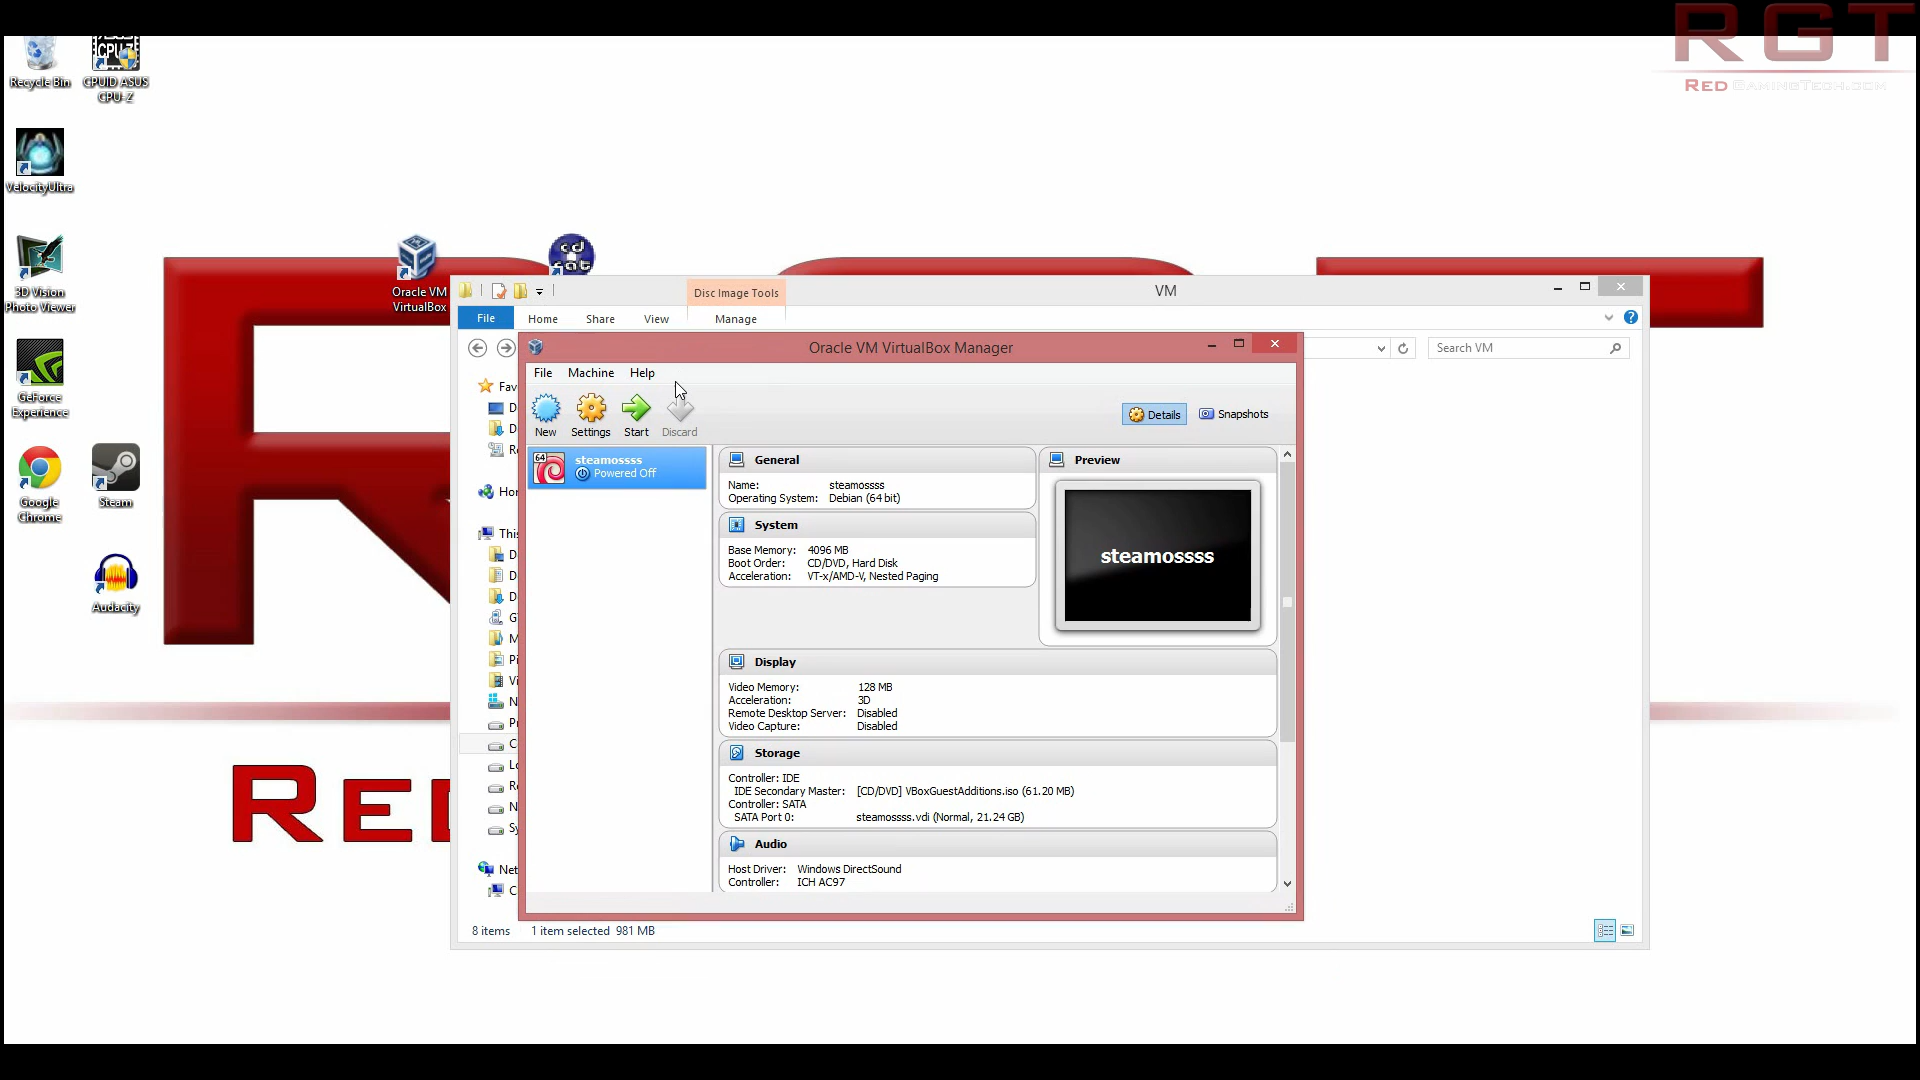 RGT
Red GamingTech.com
Recycle Bin
CPUID ASUS
CPU-Z
VelocityUltra
3D Vision
Photo Viewer
GeForce
Experience
Google
Chrome
Steam
Audacity
Oracle VM
VirtualBox
cd
fat
Disc Image Tools
VM
File
Home
Share
View
Manage
Search VM
Oracle VM VirtualBox Manager
File
Machine
Help
New
Settings
Start
Discard
Details
Snapshots
64
steamossss
Powered Off
General
Name: steamossss
Operating System: Debian (64 bit)
System
Base Memory: 4096 MB
Boot Order: CD/DVD, Hard Disk
Acceleration: VT-x/AMD-V, Nested Paging
Preview
steamossss
Display
Video Memory: 128 MB
Acceleration: 3D
Remote Desktop Server: Disabled
Video Capture: Disabled
Storage
Controller: IDE
IDE Secondary Master: [CD/DVD] VBoxGuestAdditions.iso (61.20 MB)
Controller: SATA
SATA Port 0: steamossss.vdi (Normal, 21.24 GB)
Audio
Host Driver: Windows DirectSound
Controller: ICH AC97
8 items 1 item selected 981 MB
Red